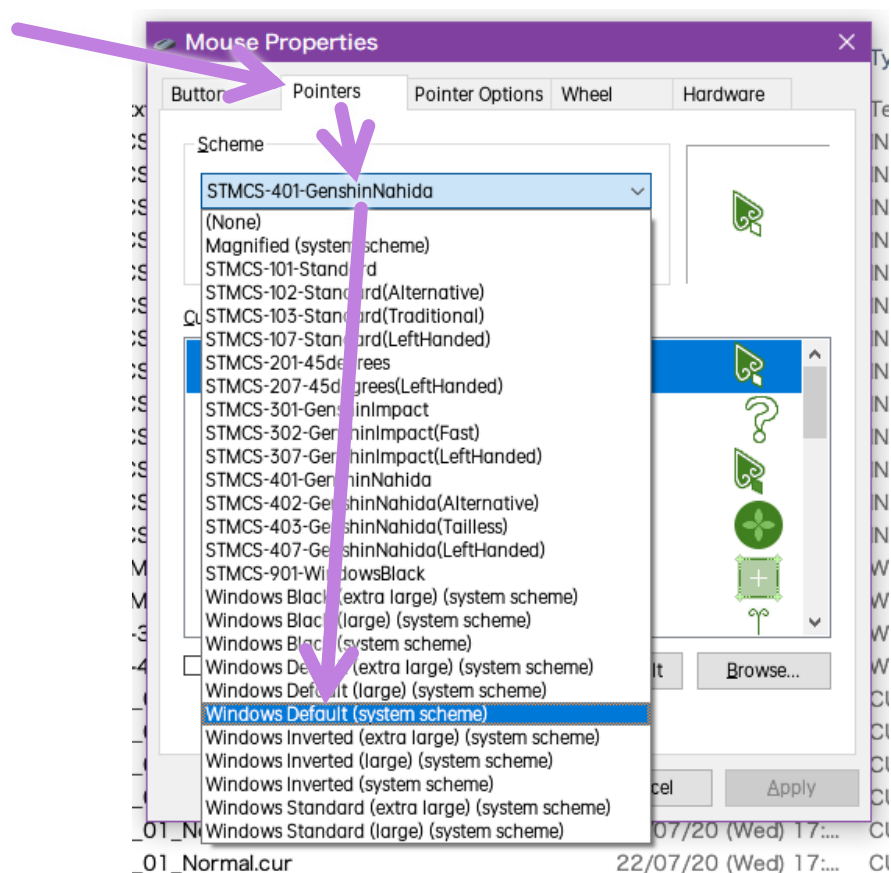 Mouse Properties
Pointers
Pointer Options
Wheel
Hardware
Scheme
STMCS-401-GenshinNahida
(None)
Magnified (system scheme)
STMCS-101-Standard
STMCS-102-Standard(Alternative)
STMCS-103-Standard(Traditional)
STMCS-107-Standard(LeftHanded)
STMCS-201-45degrees
STMCS-207-45degrees(LeftHanded)
STMCS-301-GenshinImpact
STMCS-302-GenshinImpact(Fast)
STMCS-307-GenshinImpact(LeftHanded)
STMCS-401-GenshinNahida
STMCS-402-GenshinNahida(Alternative)
STMCS-403-GenshinNahida(Tailless)
STMCS-407-GenshinNahida(LeftHanded)
STMCS-901-WindowsBlack
Windows Black (extra large) (system scheme)
Windows Black (large) (system scheme)
Windows Black (system scheme)
Windows Default (extra large) (system scheme)
Windows Default (large) (system scheme)
Windows Default (system scheme)
Windows Inverted (extra large) (system scheme)
Windows Inverted (large) (system scheme)
Windows Inverted (system scheme)
Windows Standard (extra large) (system scheme)
Windows Standard (large) (system scheme)
Browse...
Apply
07/20 (Wed) 17:...
_01_Normal.cur
22/07/20 (Wed) 17:...